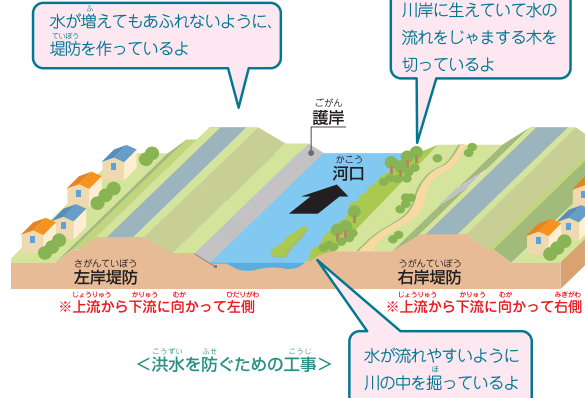 水が増えてもあふれないように、
堤防を作っているよ
川岸に生えていて水の
流れをじゃまする木を
切っているよ
護岸
河口
左岸堤防
※上流から下流に向かって左側
右岸堤防
※上流から下流に向かって右側
<洪水を防ぐための工事>
水が流れやすいように
川の中を掘っているよ